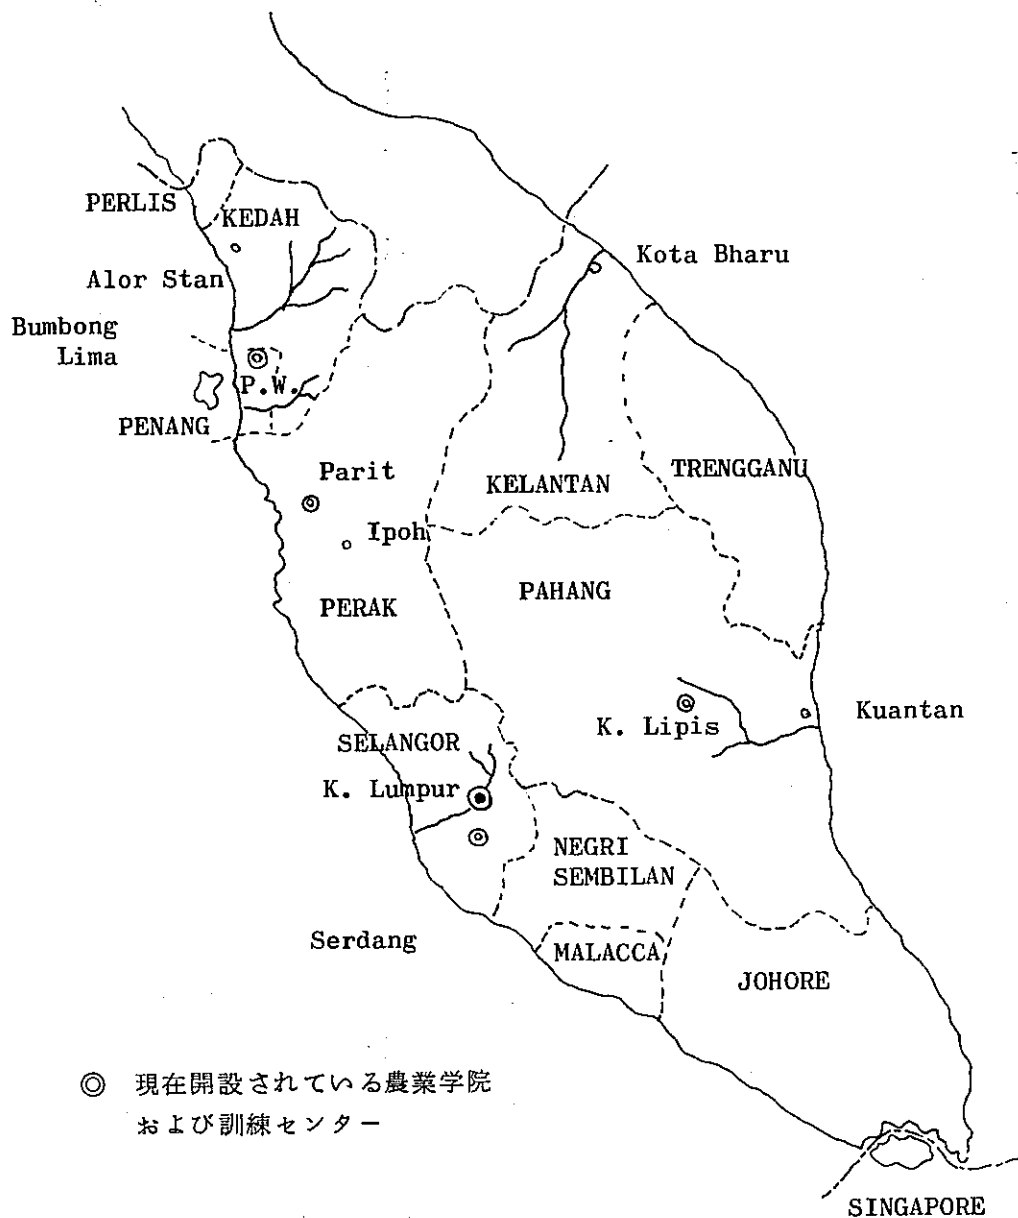 PERLIS
KEDAH
Alor Stan
Kota Bharu
Bumbong
Lima
P.W.
PENANG
Parit
KELANTAN
TRENGGANU
Ipoh
PERAK
PAHANG
K. Lipis
Kuantan
SELANGOR
K. Lumpur
NEGRI
SEMBILAN
Serdang
MALACCA
JOHORE
◎ 現在開設されている農業学院
および訓練センター
SINGAPORE